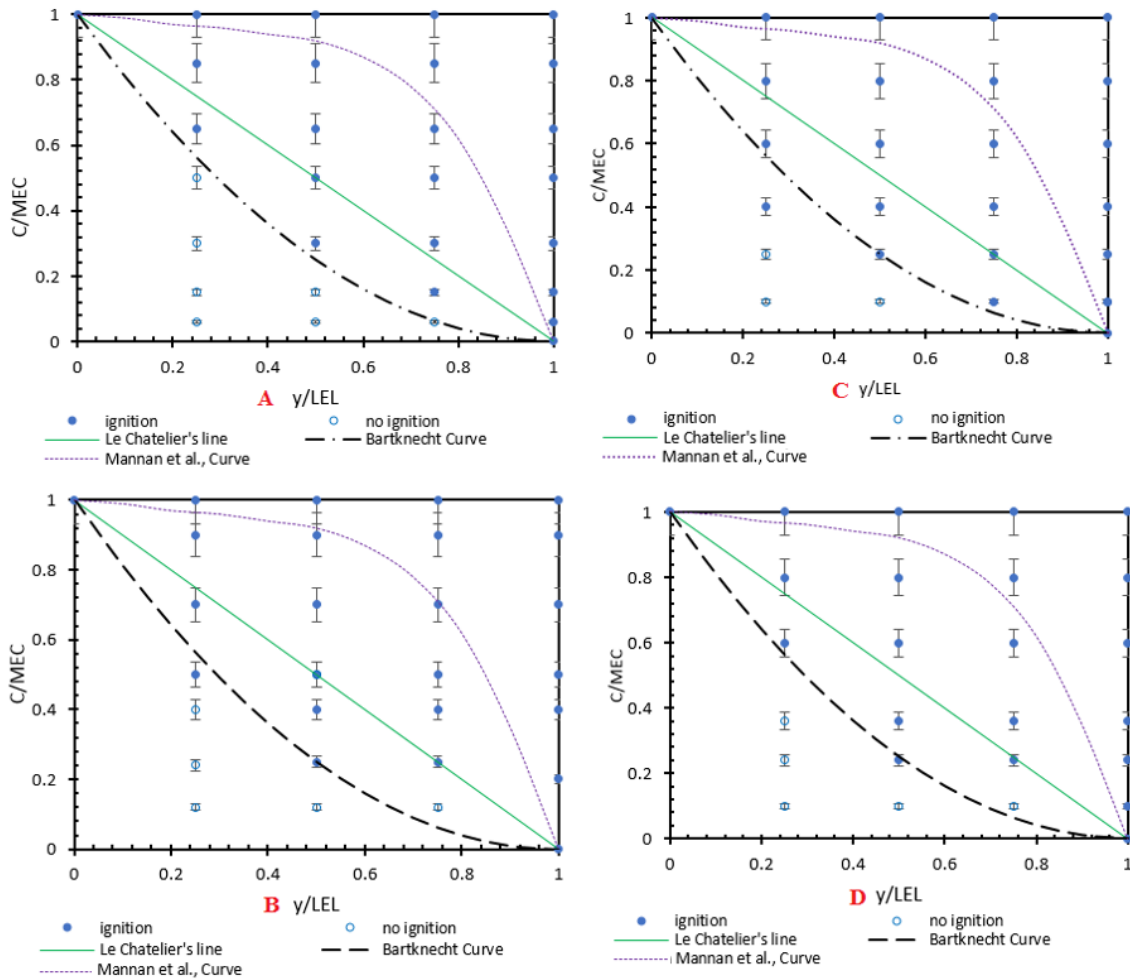 1
0.8
0.6
0.4
0.2
0
C/MEC
0 0.2 0.4 0.6 0.8 1
A y/LEL
ignition no ignition
Le Chatelier's line Bartknecht Curve
Mannan et al., Curve
1
0.8
0.6
0.4
0.2
0
C/MEC
0 0.2 0.4 0.6 0.8 1
C y/LEL
ignition no ignition
Le Chatelier's line Bartknecht Curve
Mannan et al., Curve
1
0.8
0.6
0.4
0.2
0
C/MEC
0 0.2 0.4 0.6 0.8 1
B y/LEL
ignition no ignition
Le Chatelier's line Bartknecht Curve
Mannan et al., Curve
1
0.8
0.6
0.4
0.2
0
C/MEC
0 0.2 0.4 0.6 0.8 1
D y/LEL
ignition no ignition
Le Chatelier's line Bartknecht Curve
Mannan et al., Curve